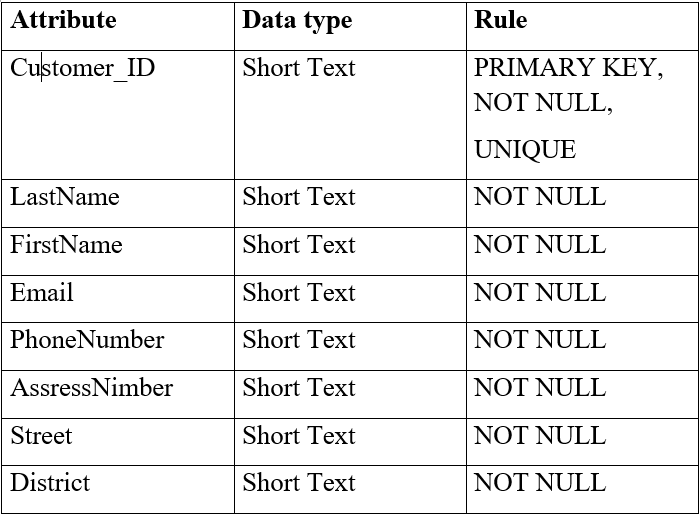 Attribute Data type Rule
Customer_ID Short Text PRIMARY KEY,
NOT NULL,
UNIQUE
LastName Short Text NOT NULL
FirstName Short Text NOT NULL
Email Short Text NOT NULL
PhoneNumber Short Text NOT NULL
AssressNimber Short Text NOT NULL
Street Short Text NOT NULL
District Short Text NOT NULL